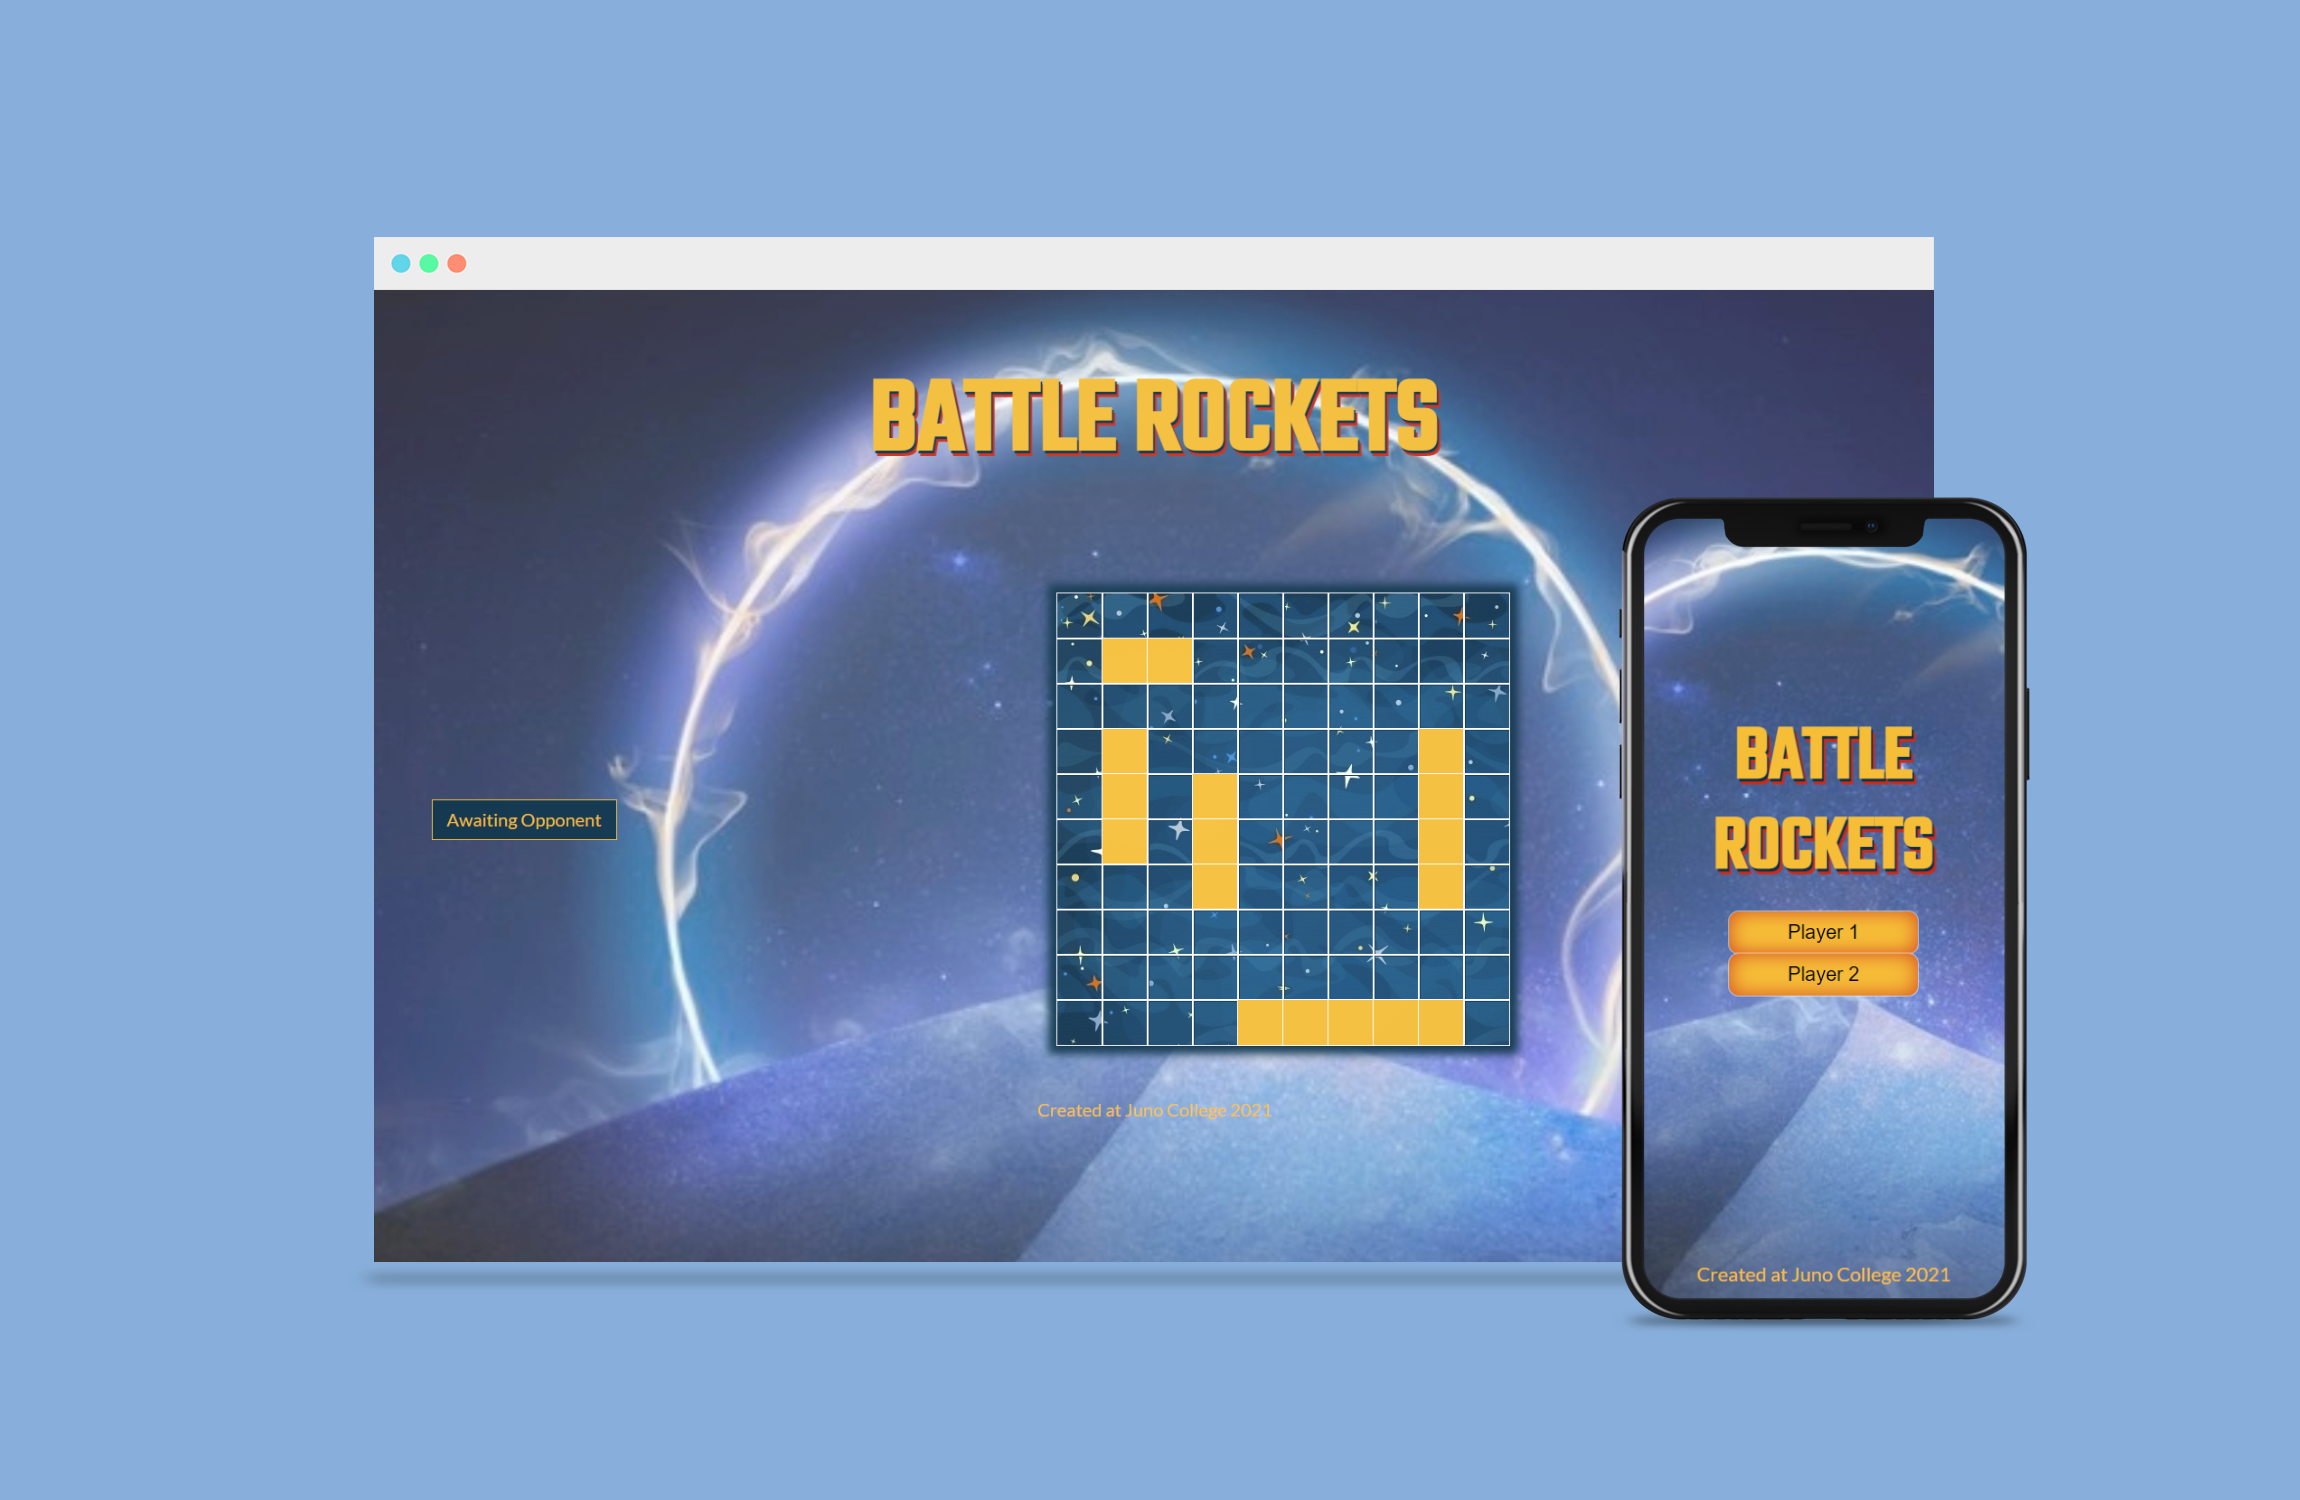 BATTLE ROCKETS
Awaiting Opponent
Created at Juno College 2021
BATTLE
ROCKETS
Player 1
Player 2
Created at Juno College 2021